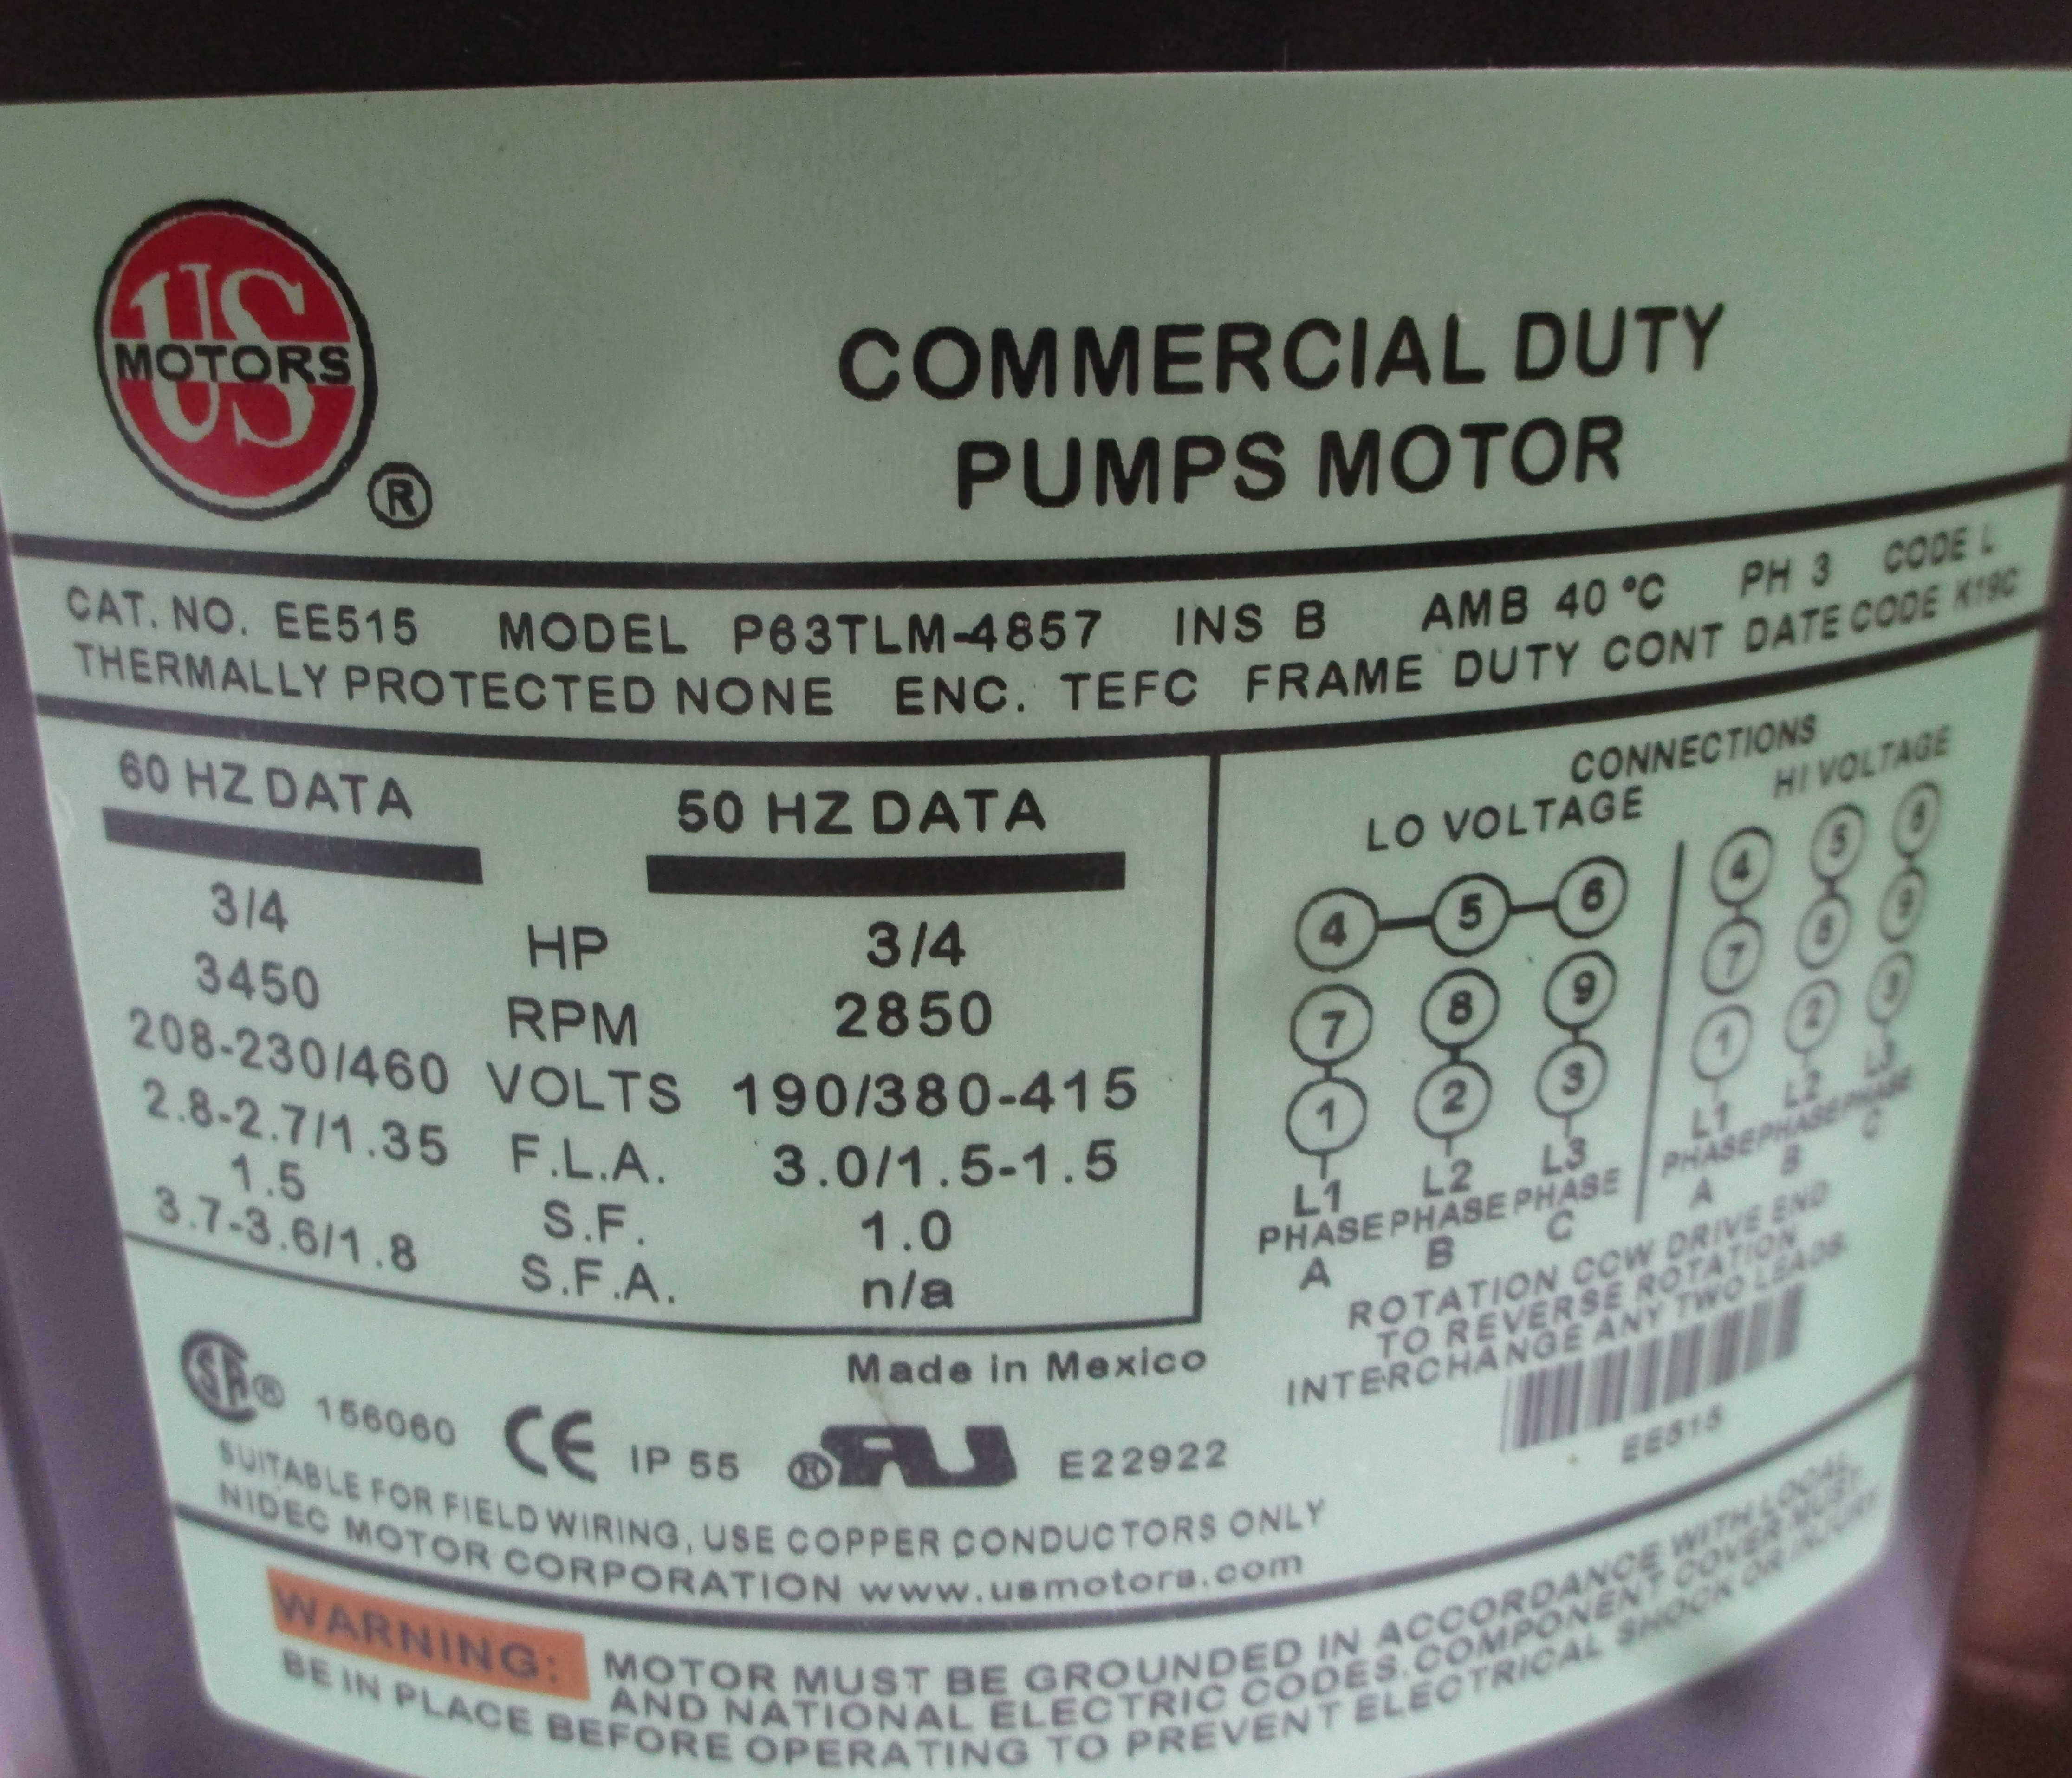 US
MOTORS
®
COMMERCIAL DUTY
PUMPS MOTOR
CAT. NO. EE515 MODEL P63TLM-4857 INS B AMB 40 °C PH 3 CODE L
THERMALLY PROTECTED NONE ENC. TEFC FRAME DUTY CONT DATE CODE K19C
60 HZ DATA 50 HZ DATA
3/4 HP 3/4
3450 RPM 2850
208-230/460 VOLTS 190/380-415
2.8-2.7/1.35 F.L.A. 3.0/1.5-1.5
1.5 S.F. 1.0
3.7-3.6/1.8 S.F.A. n/a
CONNECTIONS
LO VOLTAGE
4 5 6
7 8 9
1 2 3
L1 L2 L3
PHASE PHASE PHASE
A B C
HI VOLTAGE
4 5 6
7 8 9
1 2 3
L1 L2 L3
PHASE PHASE PHASE
A B C
ROTATION CCW DRIVE END
TO REVERSE ROTATION
INTERCHANGE ANY TWO LEADS.
EE515
Made in Mexico
SA® 156060 CE IP 55 ®RU E22922
SUITABLE FOR FIELD WIRING, USE COPPER CONDUCTORS ONLY
NIDEC MOTOR CORPORATION www.usmotors.com
WARNING: MOTOR MUST BE GROUNDED IN ACCORDANCE WITH LOCAL
AND NATIONAL ELECTRIC CODES. COMPONENT COVER MUST
BE IN PLACE BEFORE OPERATING TO PREVENT ELECTRICAL SHOCK OR INJURY